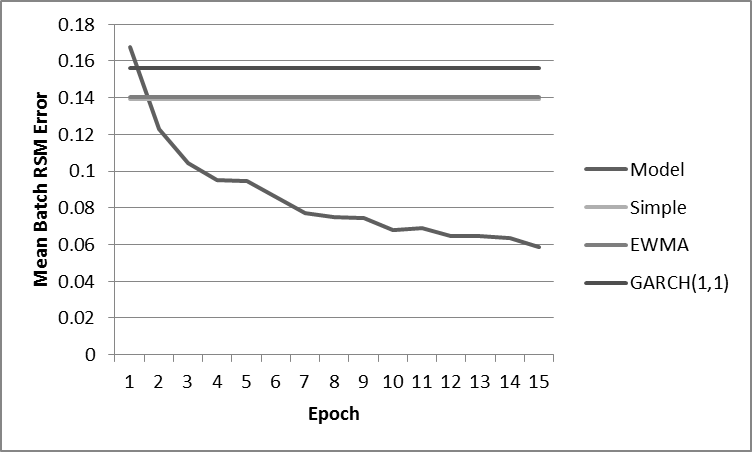 Mean Batch RSM Error
0.18
0.16
0.14
0.12
0.1
0.08
0.06
0.04
0.02
0
1 2 3 4 5 6 7 8 9 10 11 12 13 14 15
Epoch
Model
Simple
EWMA
GARCH(1,1)